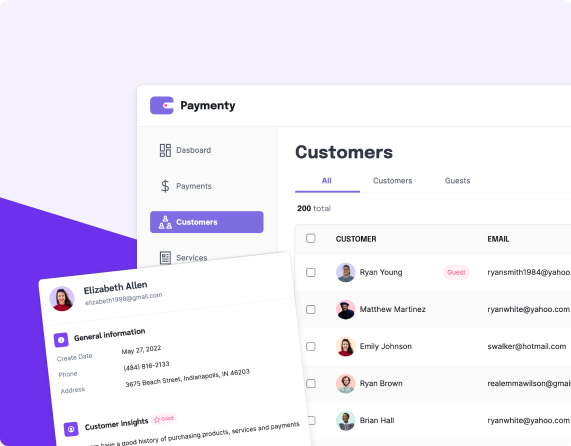 Paymenty
Dasboard
Payments
Customers
Services
Customers
All Customers Guests
200 total
CUSTOMER EMAIL
Ryan Young Guest ryansmith1984@yahoo.
Matthew Martinez ryanwhite@yahoo.com
Emily Johnson swalker@hotmail.com
Ryan Brown realemmawilson@gmai
Brian Hall ryanwhite@yahoo.com
Elizabeth Allen
elizabeth1998@gmail.com
General information
Create Date May 27, 2022
Phone (484) 816-2133
Address 3675 Beach Street, Indianapolis, IN 46203
Customer insights Good
have a good history of purchasing products, services and payments